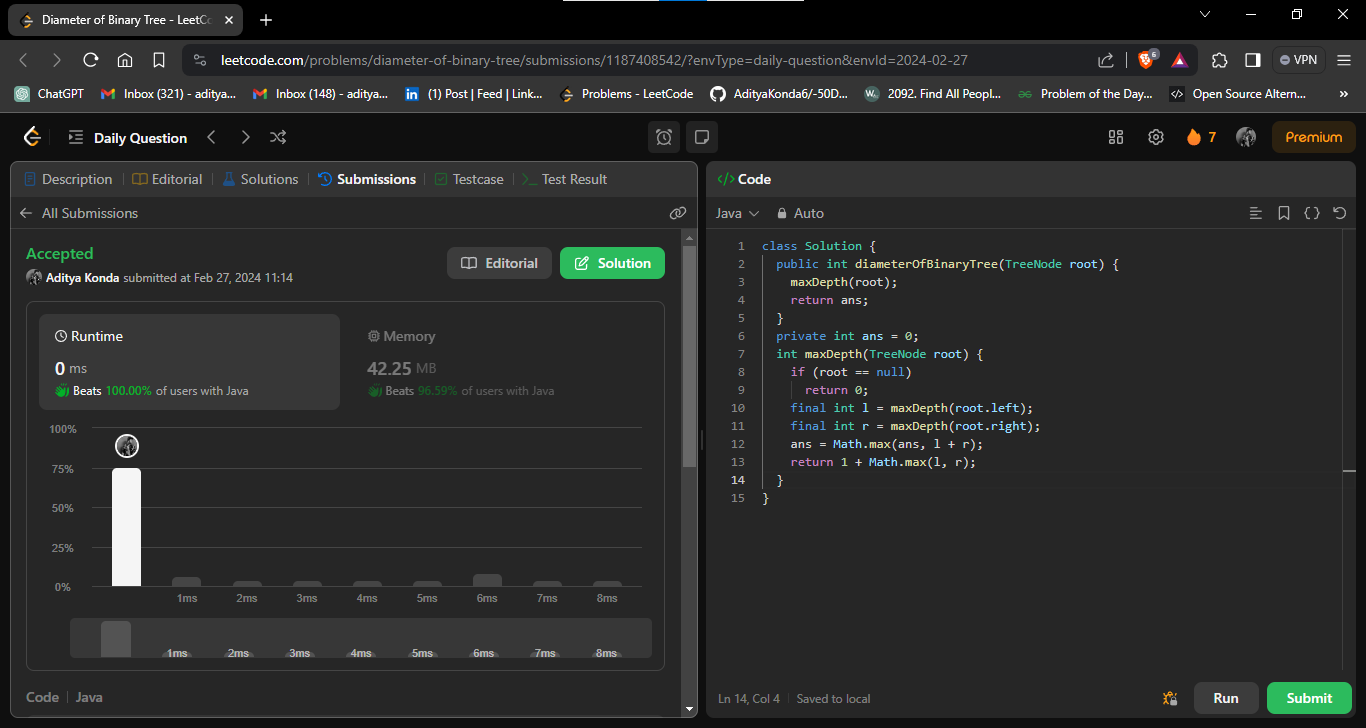 Diameter of Binary Tree - LeetCo
leetcode.com/problems/diameter-of-binary-tree/submissions/1187408542/?envType=daily-question&envId=2024-02-27
6
VPN
ChatGPT
Inbox (321) - aditya...
Inbox (148) - aditya...
in
(1) Post | Feed | Link...
Problems - LeetCode
AdityaKonda6/-50D...
W.
2092. Find All Peopl...
Problem of the Day...
Open Source Altern...
»
Daily Question
7
Premium
Description
Editorial
Solutions
Submissions
Testcase
Test Result
All Submissions
Accepted
Aditya Konda submitted at Feb 27, 2024 11:14
Editorial
Solution
Runtime
0 ms
Beats 100.00% of users with Java
Memory
42.25 MB
Beats 96.59% of users with Java
100%
75%
50%
25%
0%
1ms 2ms 3ms 4ms 5ms 6ms 7ms 8ms
1ms 2ms 3ms 4ms 5ms 6ms 7ms 8ms
Code | Java
</> Code
Java
Auto
1 class Solution {
2 public int diameterOfBinaryTree(TreeNode root) {
3 maxDepth(root);
4 return ans;
5 }
6 private int ans = 0;
7 int maxDepth(TreeNode root) {
8 if (root == null)
9 return 0;
10 final int l = maxDepth(root.left);
11 final int r = maxDepth(root.right);
12 ans = Math.max(ans, l + r);
13 return 1 + Math.max(l, r);
14 }
15 }
Ln 14, Col 4 | Saved to local
Run
Submit